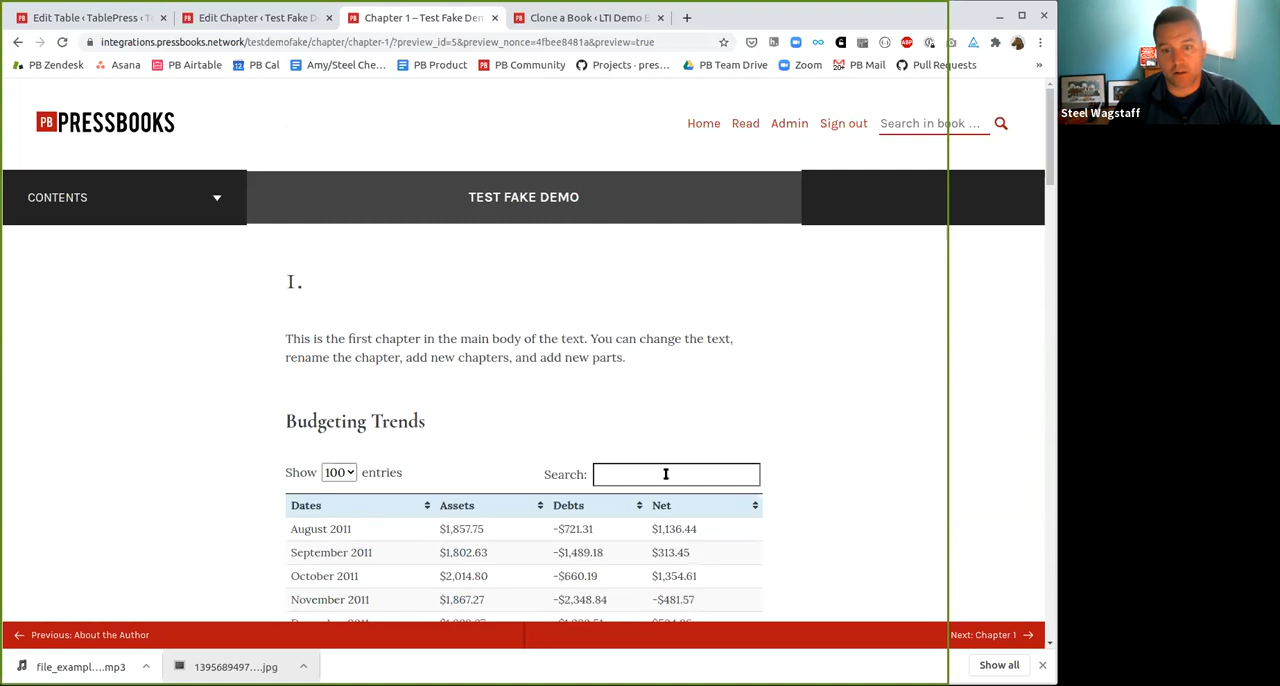 Edit Table ‹ TablePress ‹ T
Edit Chapter ‹ Test Fake D
Chapter 1 – Test Fake Dem
Clone a Book ‹ LTI Demo E
integrations.pressbooks.network/testdemofake/chapter/chapter-1/?preview_id=5&preview_nonce=4fbee8481a&preview=true
PB Zendesk
Asana
PB Airtable
PB Cal
Amy/Steel Che...
PB Product
PB Community
Projects · pres...
PB Team Drive
Zoom
PB Mail
Pull Requests
»
PB PRESSBOOKS
Home Read Admin Sign out Search in book ...
CONTENTS
TEST FAKE DEMO
I.
This is the first chapter in the main body of the text. You can change the text,
rename the chapter, add new chapters, and add new parts.
Budgeting Trends
Show 100 entries Search:
Dates Assets Debts Net
August 2011 $1,857.75 -$721.31 $1,136.44
September 2011 $1,802.63 -$1,489.18 $313.45
October 2011 $2,014.80 -$660.19 $1,354.61
November 2011 $1,867.27 -$2,348.84 -$481.57
Previous: About the Author
Next: Chapter 1
file_exampl....mp3
1395689497....jpg
Show all
Steel Wagstaff